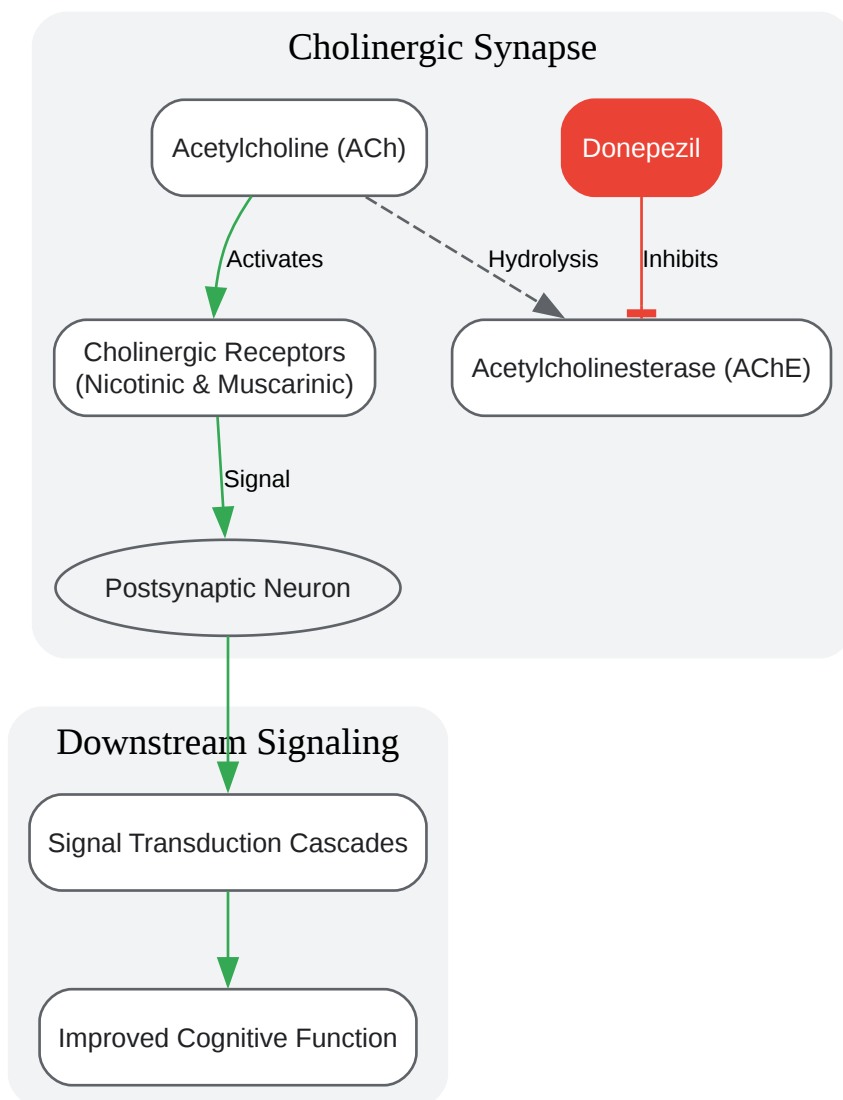 Cholinergic Synapse
Acetylcholine (ACh)
Donepezil
Activates
Hydrolysis
Inhibits
Cholinergic Receptors
(Nicotinic & Muscarinic)
Acetylcholinesterase (AChE)
Signal
Postsynaptic Neuron
Downstream Signaling
Signal Transduction Cascades
Improved Cognitive Function